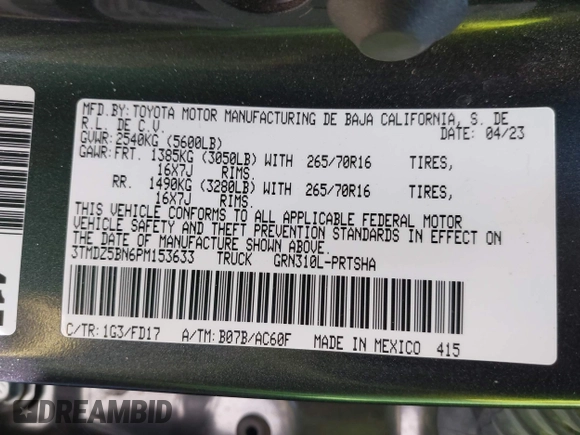 MFD.BY: TOYOTA MOTOR MANUFACTURING DE BAJA CALIFORNIA, S. DE
R.L. DE C.V. DATE: 04/23
GVWR: 2540KG (5600LB)
GAWR: FRT. 1385KG (3050LB) WITH 265/70R16 TIRES,
16X7J RIMS.
RR. 1490KG (3280LB) WITH 265/70R16 TIRES,
16X7J RIMS.
THIS VEHICLE CONFORMS TO ALL APPLICABLE FEDERAL MOTOR
VEHICLE SAFETY AND THEFT PREVENTION STANDARDS IN EFFECT ON
THE DATE OF MANUFACTURE SHOWN ABOVE.
3TMDZ5BN6PM153633 TRUCK GRN310L-PRTSHA
C/TR: 1G3/FD17 A/TM: B07B/AC60F MADE IN MEXICO 415
DREAMBID